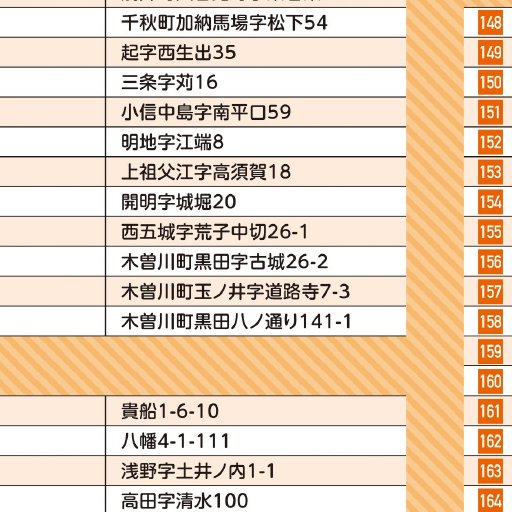 千秋町加納馬場字松下54
148
起字西生出35
149
三条字苅16
150
小信中島字南平口59
151
明地字江端8
152
上祖父江字高須賀18
153
開明字城堀20
154
西五城字荒子中切26-1
155
木曽川町黒田字古城26-2
156
木曽川町玉ノ井字道路寺7-3
157
木曽川町黒田八ノ通り141-1
158
159
160
貴船1-6-10
161
八幡4-1-111
162
浅野字土井ノ内1-1
163
高田字清水100
164